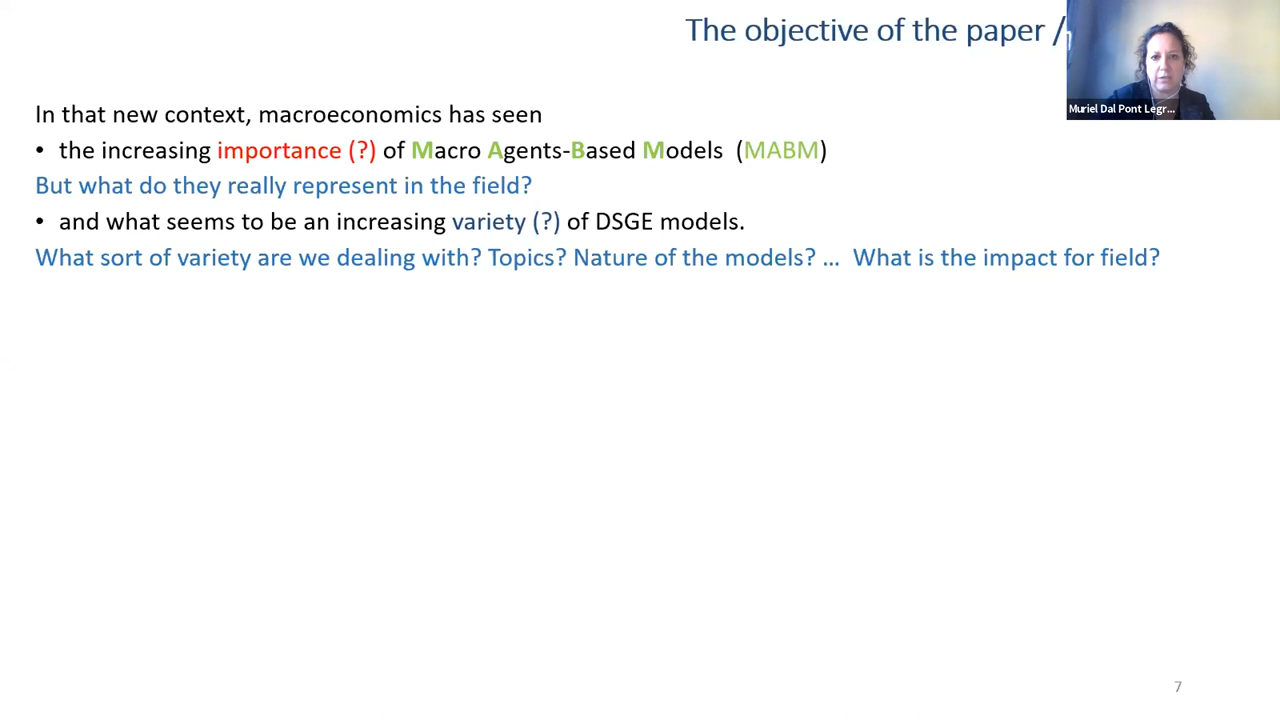 The objective of the paper /
Muriel Dal Pont Legr...
In that new context, macroeconomics has seen
• the increasing importance (?) of Macro Agents-Based Models (MABM)
But what do they really represent in the field?
• and what seems to be an increasing variety (?) of DSGE models.
What sort of variety are we dealing with? Topics? Nature of the models? ... What is the impact for field?
7